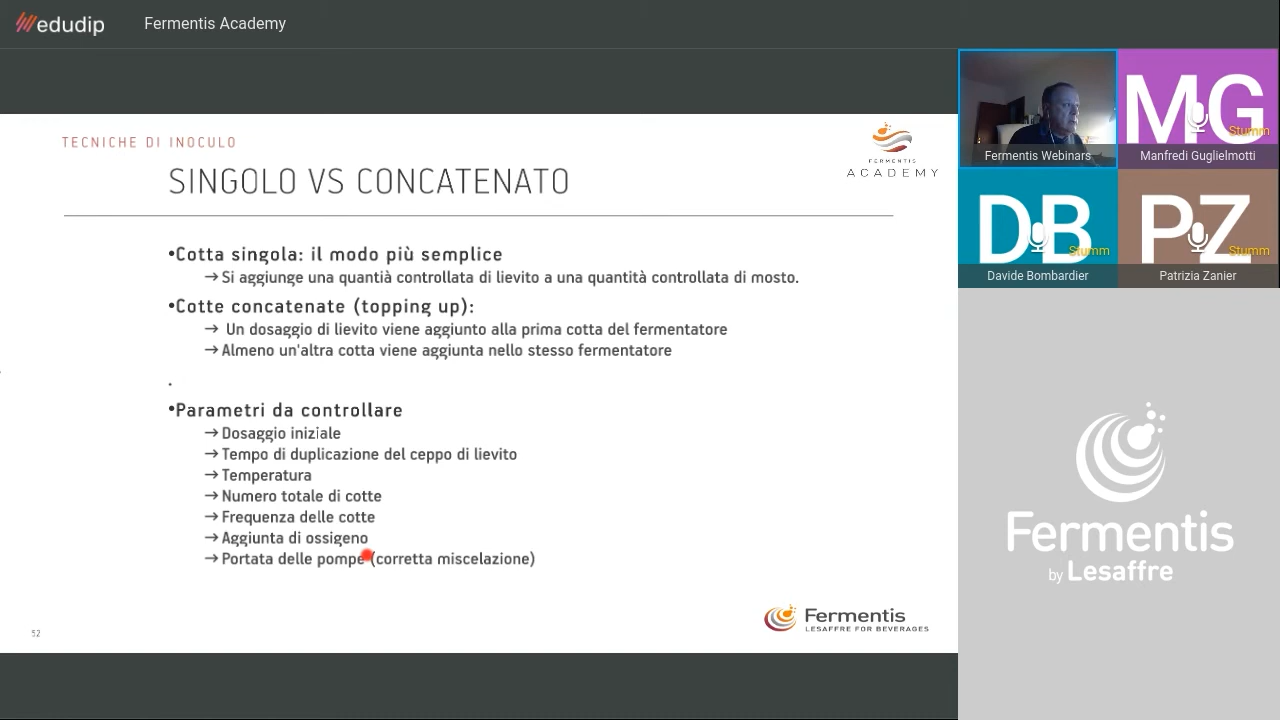 edudip
Fermentis Academy
TECNICHE DI INOCULO
SINGOLO VS CONCATENATO
FERMENTIS
ACADEMY
•Cotta singola: il modo più semplice
→Si aggiunge una quantià controllata di lievito a una quantità controllata di mosto.
•Cotte concatenate (topping up):
→ Un dosaggio di lievito viene aggiunto alla prima cotta del fermentatore
→Almeno un'altra cotta viene aggiunta nello stesso fermentatore
.
•Parametri da controllare
→Dosaggio iniziale
→Tempo di duplicazione del ceppo di lievito
→Temperatura
→Numero totale di cotte
→Frequenza delle cotte
→Aggiunta di ossigeno
→Portata delle pompe (corretta miscelazione)
52
Fermentis
LESAFFRE FOR BEVERAGES
Fermentis Webinars
MG
Stumm
Manfredi Guglielmotti
DB
Stumm
Davide Bombardier
PZ
Stumm
Patrizia Zanier
Fermentis
by Lesaffre